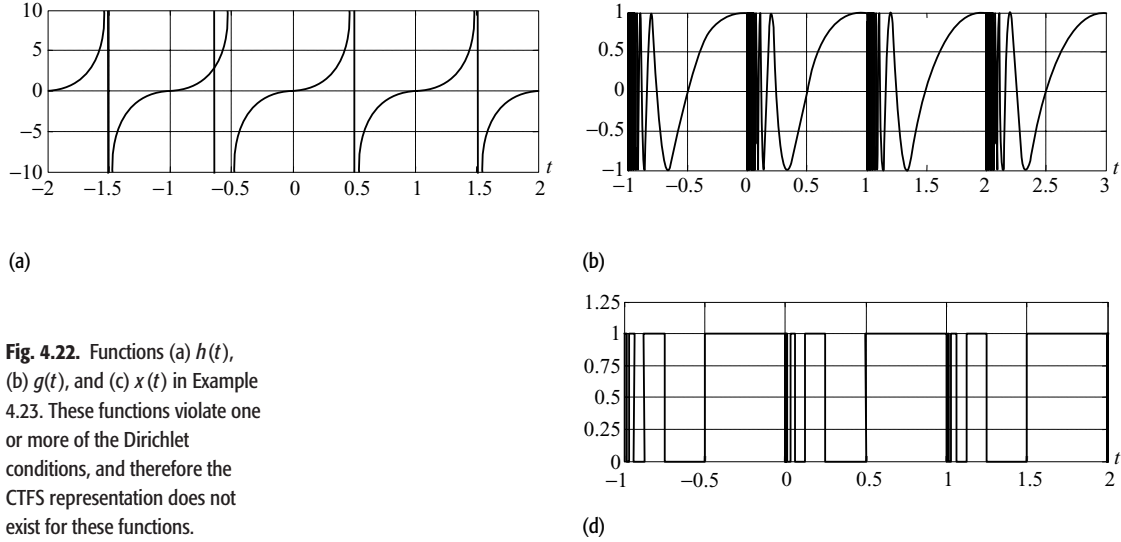 10
5
0
−5
−10
−2 −1.5 −1 −0.5 0 0.5 1 1.5 2
t
(a)
1
0.5
0
−0.5
−1
−1 −0.5 0 0.5 1 1.5 2 2.5 3
t
(b)
Fig. 4.22. Functions (a) h(t),
(b) g(t), and (c) x(t) in Example
4.23. These functions violate one
or more of the Dirichlet
conditions, and therefore the
CTFS representation does not
exist for these functions.
1.25
1
0.75
0.5
0.25
0
−1 −0.5 0 0.5 1 1.5 2
t
(d)